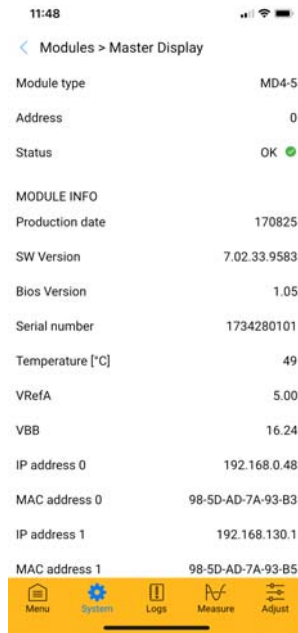 11:48
Modules > Master Display
Module type MD4-5
Address 0
Status OK
MODULE INFO
Production date 170825
SW Version 7.02.33.9583
Bios Version 1.05
Serial number 1734280101
Temperature [°C] 49
VRefA 5.00
VBB 16.24
IP address 0 192.168.0.48
MAC address 0 98-5D-AD-7A-93-B3
IP address 1 192.168.130.1
MAC address 1 98-5D-AD-7A-93-B5
Menu System Logs Measure Adjust